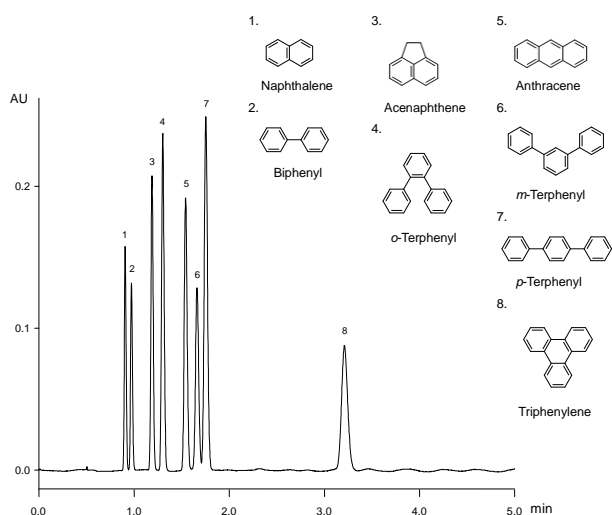 1.
Naphthalene
2.
Biphenyl
3.
Acenaphthene
4.
o-Terphenyl
5.
Anthracene
6.
m-Terphenyl
7.
p-Terphenyl
8.
Triphenylene
AU
0.2
0.1
0.0
1
2
3
4
5
6
7
8
0.0 1.0 2.0 3.0 4.0 5.0 min